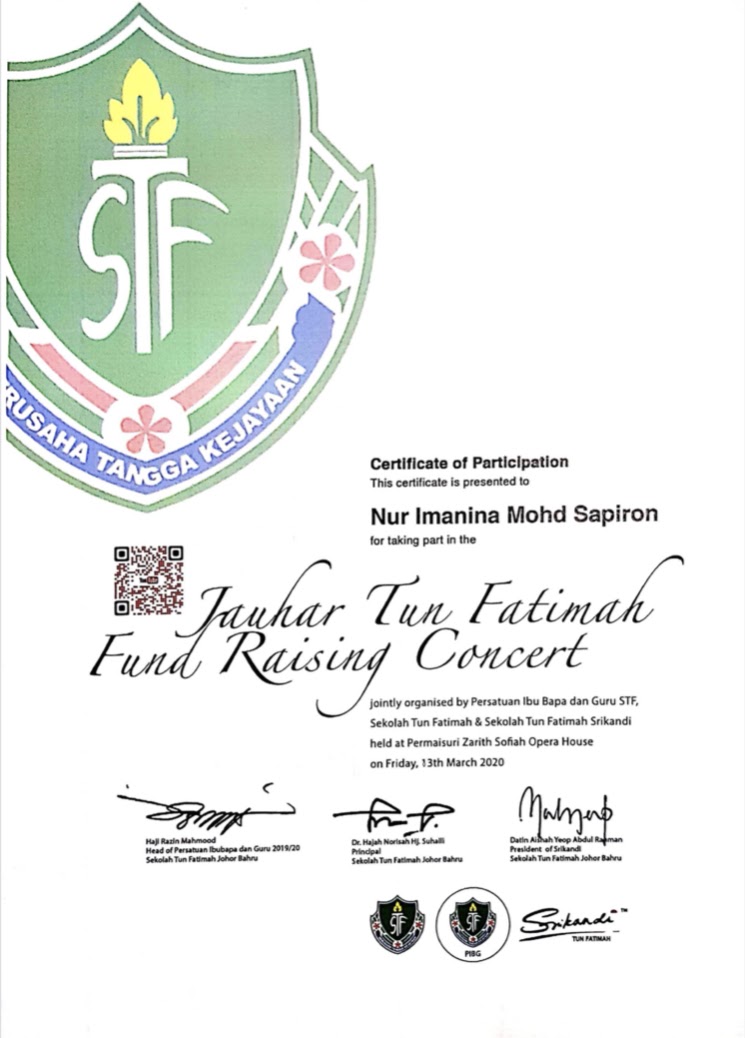 STF
RUSAHA TANGGA KEJAYAAN
Certificate of Participation
This certificate is presented to
Nur Imanina Mohd Sapiron
for taking part in the
Jauhar Tun Fatimah
Fund Raising Concert
jointly organised by Persatuan Ibu Bapa dan Guru STF,
Sekolah Tun Fatimah & Sekolah Tun Fatimah Srikandi
held at Permaisuri Zarith Sofiah Opera House
on Friday, 13th March 2020
Haji Razin Mahmood
Head of Persatuan Ibubapa dan Guru 2019/20
Sekolah Tun Fatimah Johor Bahru
Dr. Hajah Norisah Hj. Suhaili
Principal
Sekolah Tun Fatimah Johor Bahru
Datin Aishah Yeop Abdul Rahman
President of Srikandi
Sekolah Tun Fatimah Johor Bahru
STF
STF
PIBG
Srikandi™
TUN FATIMAH